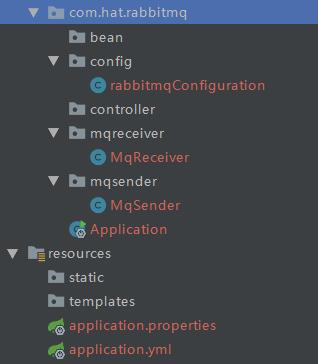 com.hat.rabbitmq
bean
config
rabbitmqConfiguration
controller
mqreceiver
MqReceiver
mqsender
MqSender
Application
resources
static
templates
application.properties
application.yml